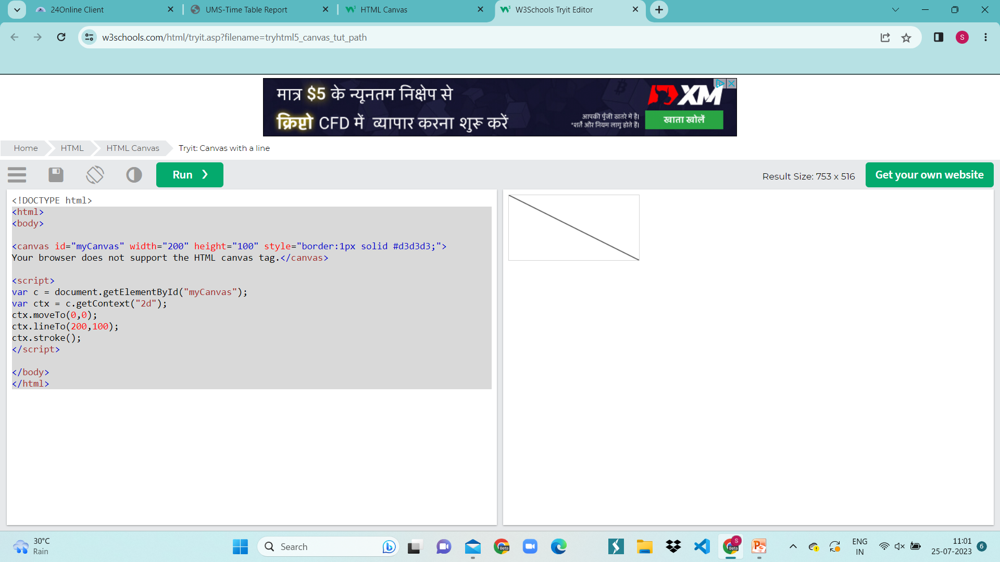 24Online Client
UMS-Time Table Report
HTML Canvas
W3Schools Tryit Editor
w3schools.com/html/tryit.asp?filename=tryhtml5_canvas_tut_path
S
मात्र $5 के न्यूनतम निक्षेप से
क्रिप्टो CFD में व्यापार करना शुरू करें
XM
आपकी पूँजी खतरे में है।
*शर्तें और नियम लागू होते हैं।
खाता खोलें
Home
HTML
HTML Canvas
Tryit: Canvas with a line
Run ❯
Result Size: 753 x 516
Get your own website
<!DOCTYPE html>
<html>
<body>
<canvas id="myCanvas" width="200" height="100" style="border:1px solid #d3d3d3;">
Your browser does not support the HTML canvas tag.</canvas>
<script>
var c = document.getElementById("myCanvas");
var ctx = c.getContext("2d");
ctx.moveTo(0,0);
ctx.lineTo(200,100);
ctx.stroke();
</script>
</body>
</html>
30°C
Rain
Search
Beta
S
Beta
ENG
IN
11:01
25-07-2023
6